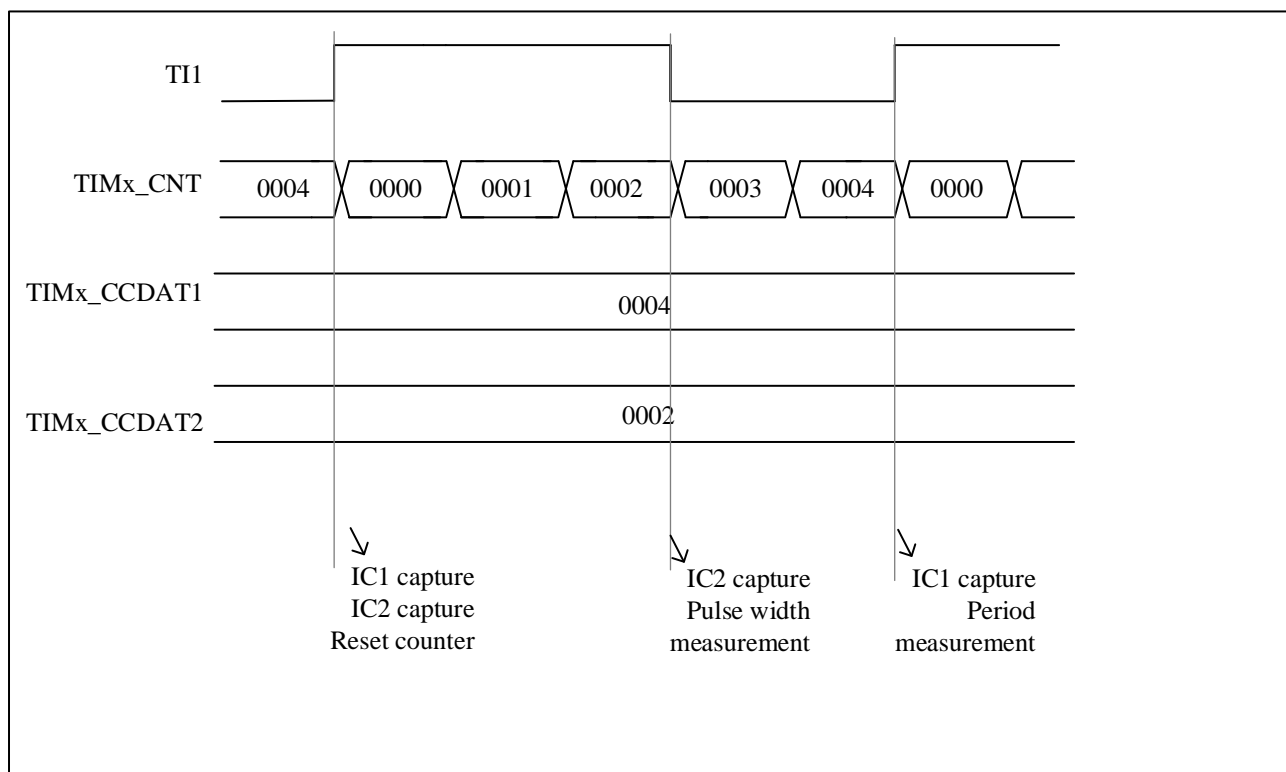 TI1
TIMx_CNT
0004 0000 0001 0002 0003 0004 0000
TIMx_CCDAT1
0004
TIMx_CCDAT2
0002
IC1 capture
IC2 capture
Reset counter
IC2 capture
Pulse width
measurement
IC1 capture
Period
measurement